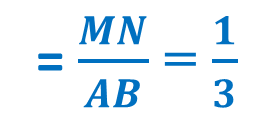 = MN/AB = 1/3